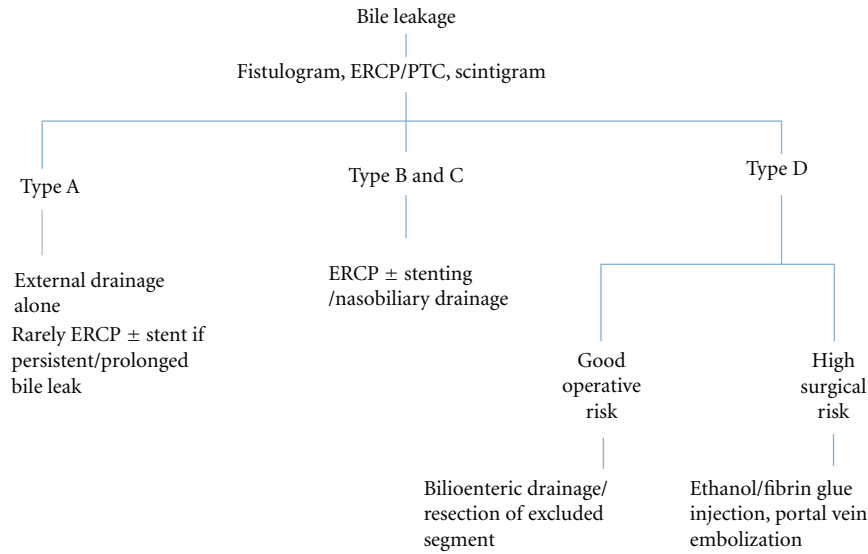 Bile leakage
Fistulogram, ERCP/PTC, scintigram
Type A
Type B and C
Type D
External drainage
alone
Rarely ERCP ± stent if
persistent/prolonged
bile leak
ERCP ± stenting
/nasobiliary drainage
Good
operative
risk
High
surgical
risk
Bilioenteric drainage/
resection of excluded
segment
Ethanol/fibrin glue
injection, portal vein
embolization